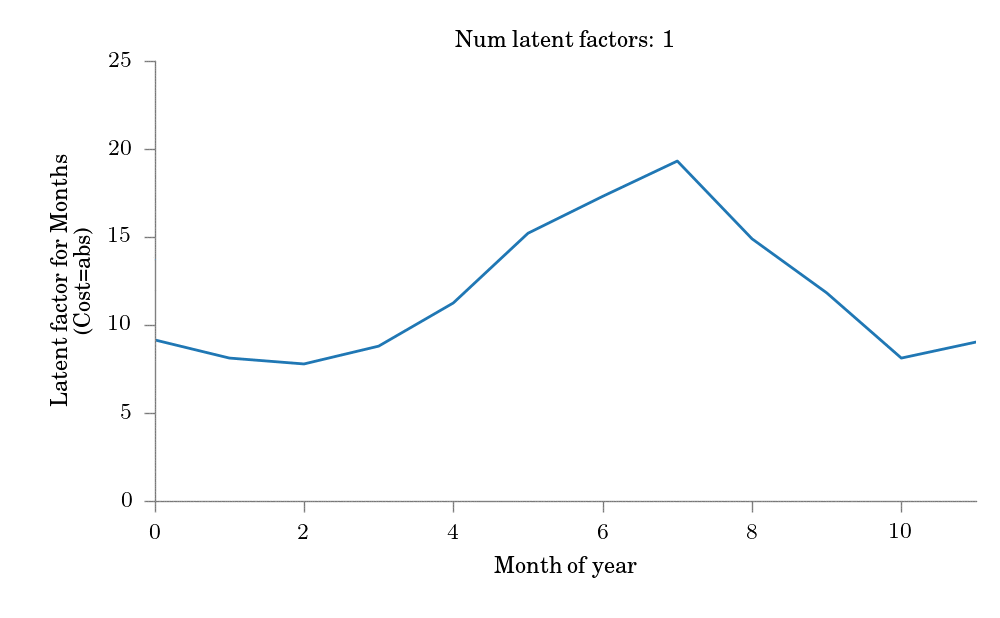 Num latent factors: 1
25
20
15
10
5
0
Latent factor for Months
(Cost=abs)
0 2 4 6 8 10
Month of year